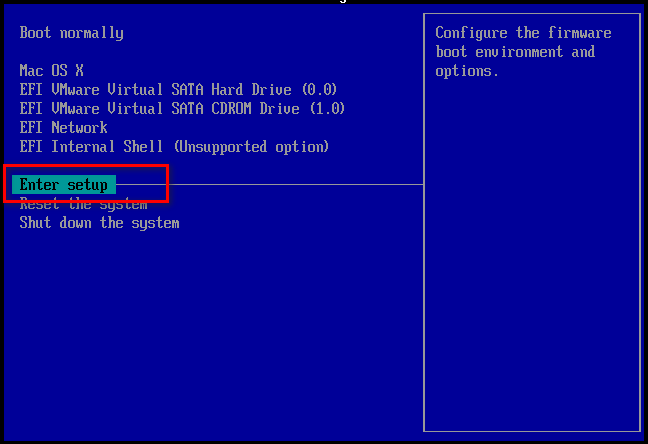 Boot normally
Mac OS X
EFI VMware Virtual SATA Hard Drive (0.0)
EFI VMware Virtual SATA CDROM Drive (1.0)
EFI Network
EFI Internal Shell (Unsupported option)
Enter setup
Reset the system
Shut down the system
Configure the firmware
boot environment and
options.